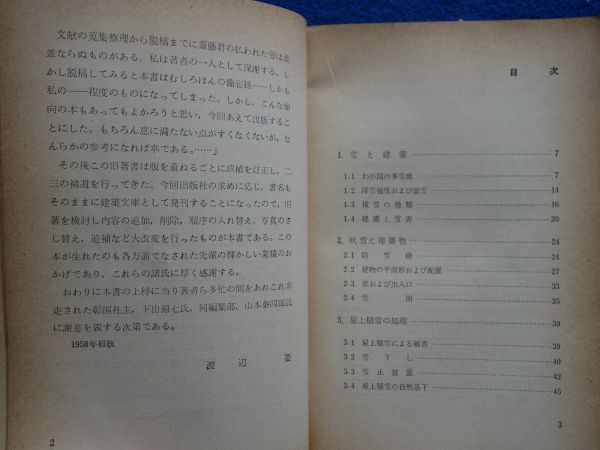 文献の蒐集整理から脱稿までに斎藤君の払われた労は並
並ならぬものがある。私は著者の一人として深謝する。し
かし脱稿してみると本書はむしろほんの備忘録——しかも
私の——程度のものになってしまった。しかし，こんな傾
向の本もあってもよかろうと思い，今回あえて出版するこ
とにした。もちろん意に満たない点がすくなくないが，な
んらかの参考になれば幸である。……」
その後この旧著書は版を重ねるごとに誤植を訂正し，二
三の補遺を行ってきた。今回出版社の求めに応じ，書名も
そのままに建築文庫として発刊することになったので，旧
著を検討し内容の追加，削除，順序の入れ替え，写真のさ
し替え，追補など大改変を行ったものが本書である。この
本が生れたのも各方面でなされた先輩の輝かしい業績のお
かげであり，これらの諸氏に厚く感謝する。
おわりに本書の上梓に当り著者ら多忙の間をあれこれ奔
走された彰国社主，下出源七氏，同編集部，山本泰四郎氏
に謝意を表する次第である。
1958年初秋
渡辺 要
2
目次
1. 雪と建築 7
1.1 わが国の多雪地 7
1.2 降雪強度および量雪 14
1.3 積雪の種類 16
1.4 建築と雪害 20
2. 吹雪と建築物 24
2.1 防雪樹 24
2.2 建物の平面形および配置 27
2.3 窓および出入口 33
2.4 雪囲 35
3. 屋上積雪の処理 39
3.1 屋上積雪による被害 39
3.2 雪下し 40
3.3 雪止装置 42
3.4 屋上積雪の自然落下 45
3